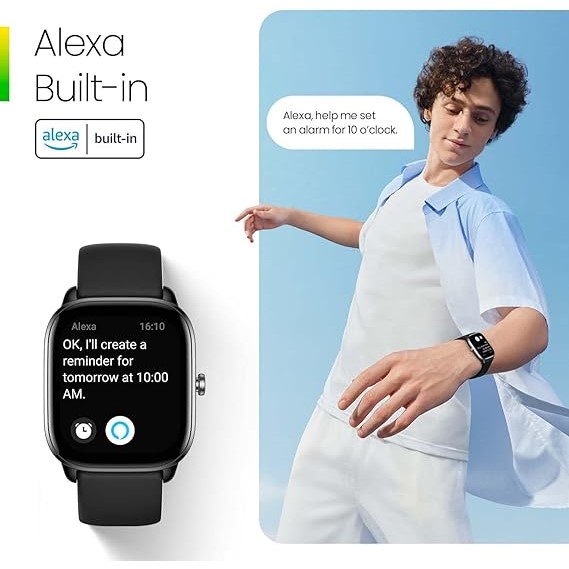 Alexa
Built-in
alexa built-in
Alexa, help me set
an alarm for 10 o'clock.
Alexa 16:10
OK, I'll create a
reminder for
tomorrow at 10:00
AM.